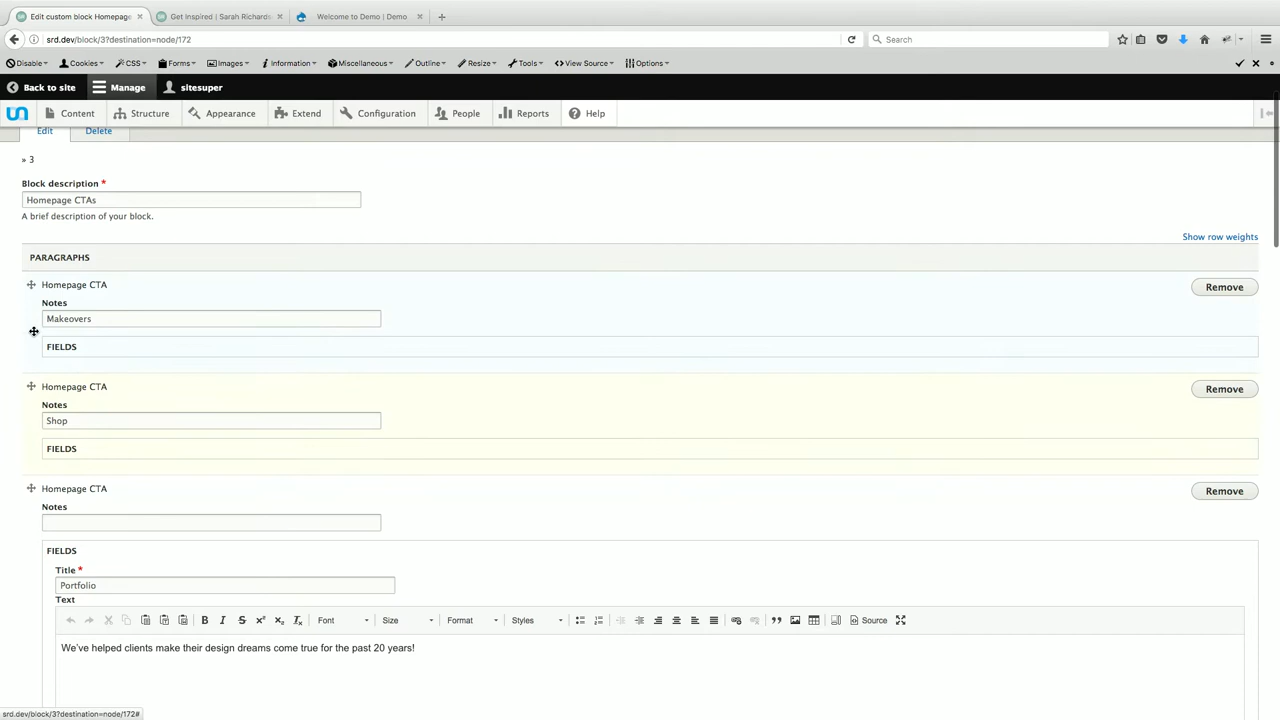 Edit custom block Homepage
Get Inspired | Sarah Richards
Welcome to Demo | Demo
srd.dev/block/3?destination=node/172
Search
Disable
Cookies
CSS
Forms
Images
Information
Miscellaneous
Outline
Resize
Tools
View Source
Options
Back to site
Manage
sitesuper
Content
Structure
Appearance
Extend
Configuration
People
Reports
Help
Edit
Delete
» 3
Block description *
Homepage CTAs
A brief description of your block.
Show row weights
PARAGRAPHS
Homepage CTA
Remove
Notes
Makeovers
FIELDS
Homepage CTA
Remove
Notes
Shop
FIELDS
Homepage CTA
Remove
Notes
FIELDS
Title *
Portfolio
Text
Font
Size
Format
Styles
Source
We've helped clients make their design dreams come true for the past 20 years!
srd.dev/block/3?destination=node/172#